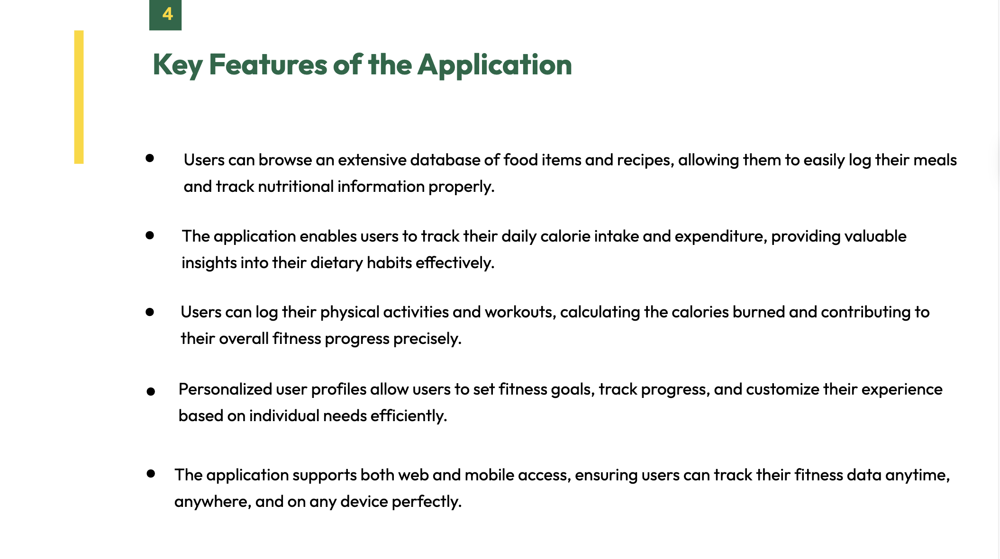 4
Key Features of the Application
● Users can browse an extensive database of food items and recipes, allowing them to easily log their meals
and track nutritional information properly.
● The application enables users to track their daily calorie intake and expenditure, providing valuable
insights into their dietary habits effectively.
● Users can log their physical activities and workouts, calculating the calories burned and contributing to
their overall fitness progress precisely.
● Personalized user profiles allow users to set fitness goals, track progress, and customize their experience
based on individual needs efficiently.
● The application supports both web and mobile access, ensuring users can track their fitness data anytime,
anywhere, and on any device perfectly.